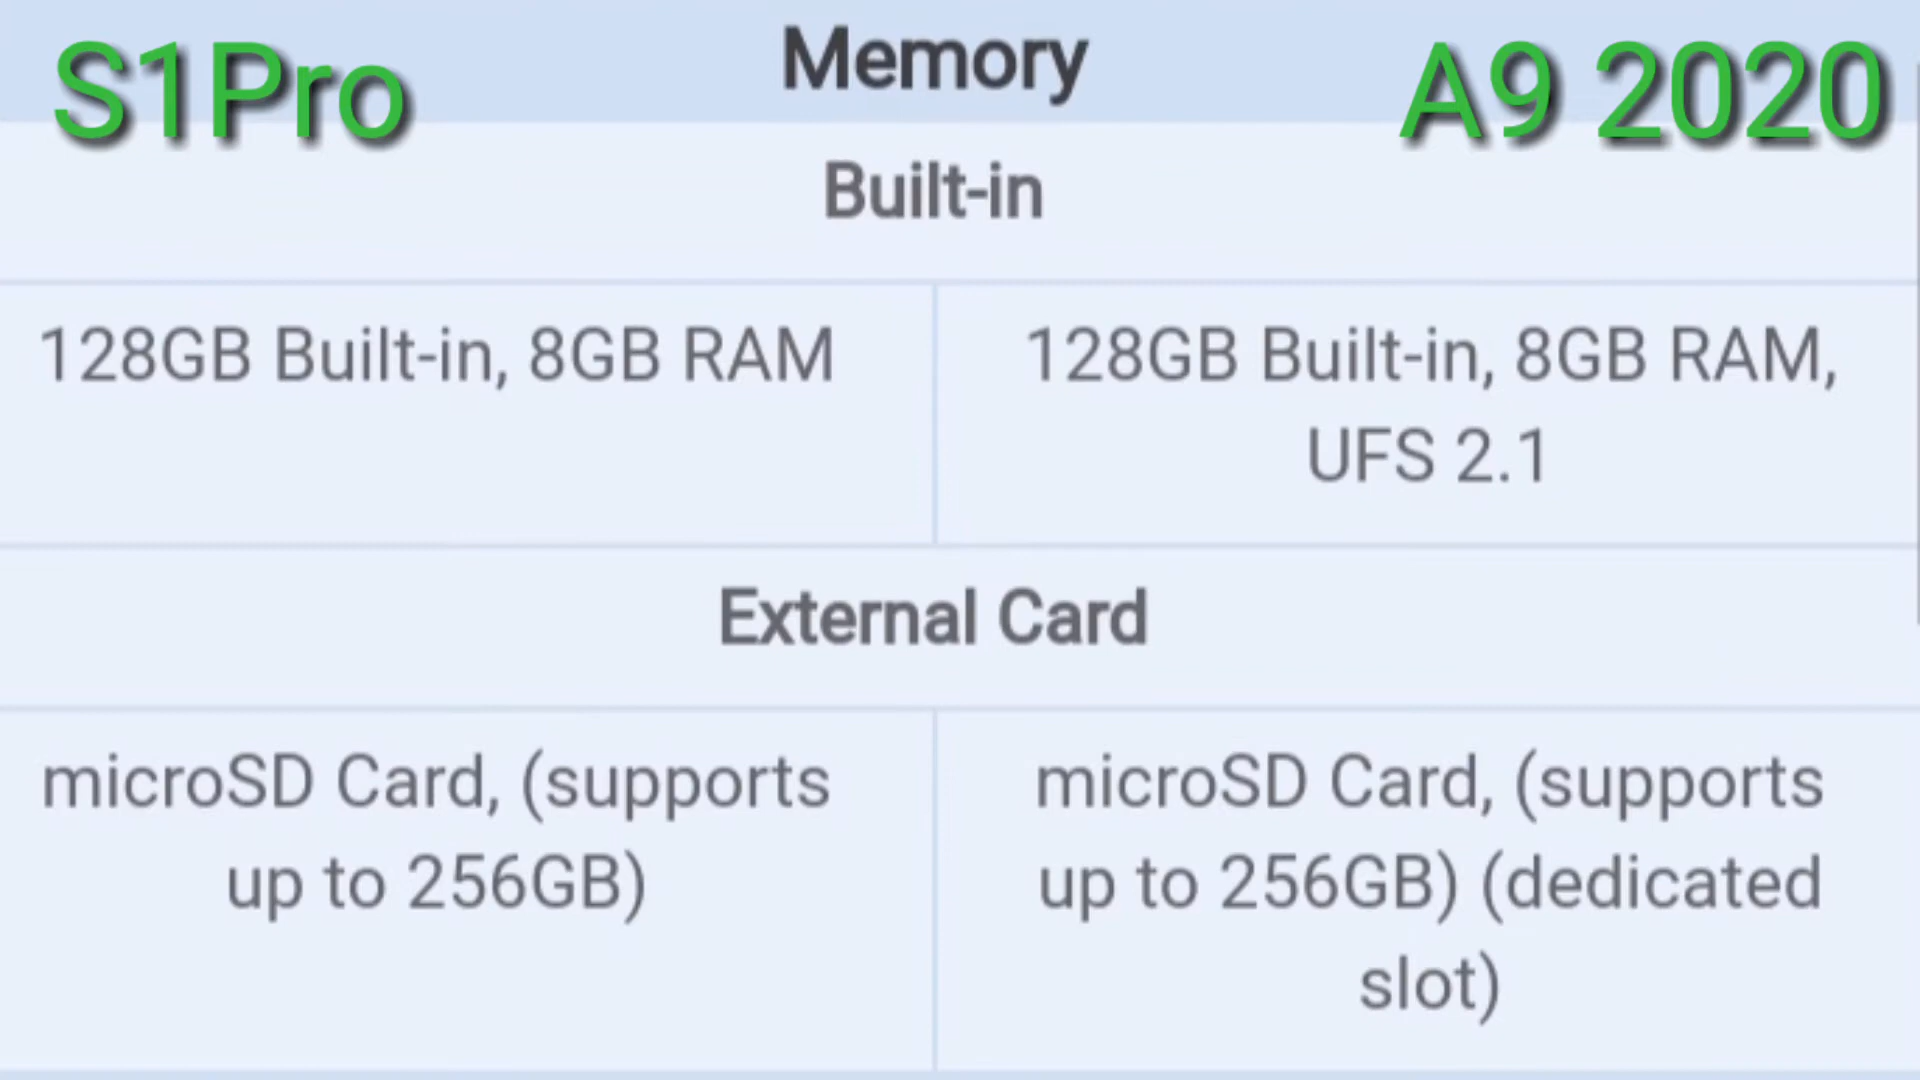 S1Pro
Memory
A9 2020
Built-in
128GB Built-in, 8GB RAM
128GB Built-in, 8GB RAM,
UFS 2.1
External Card
microSD Card, (supports
up to 256GB)
microSD Card, (supports
up to 256GB) (dedicated
slot)